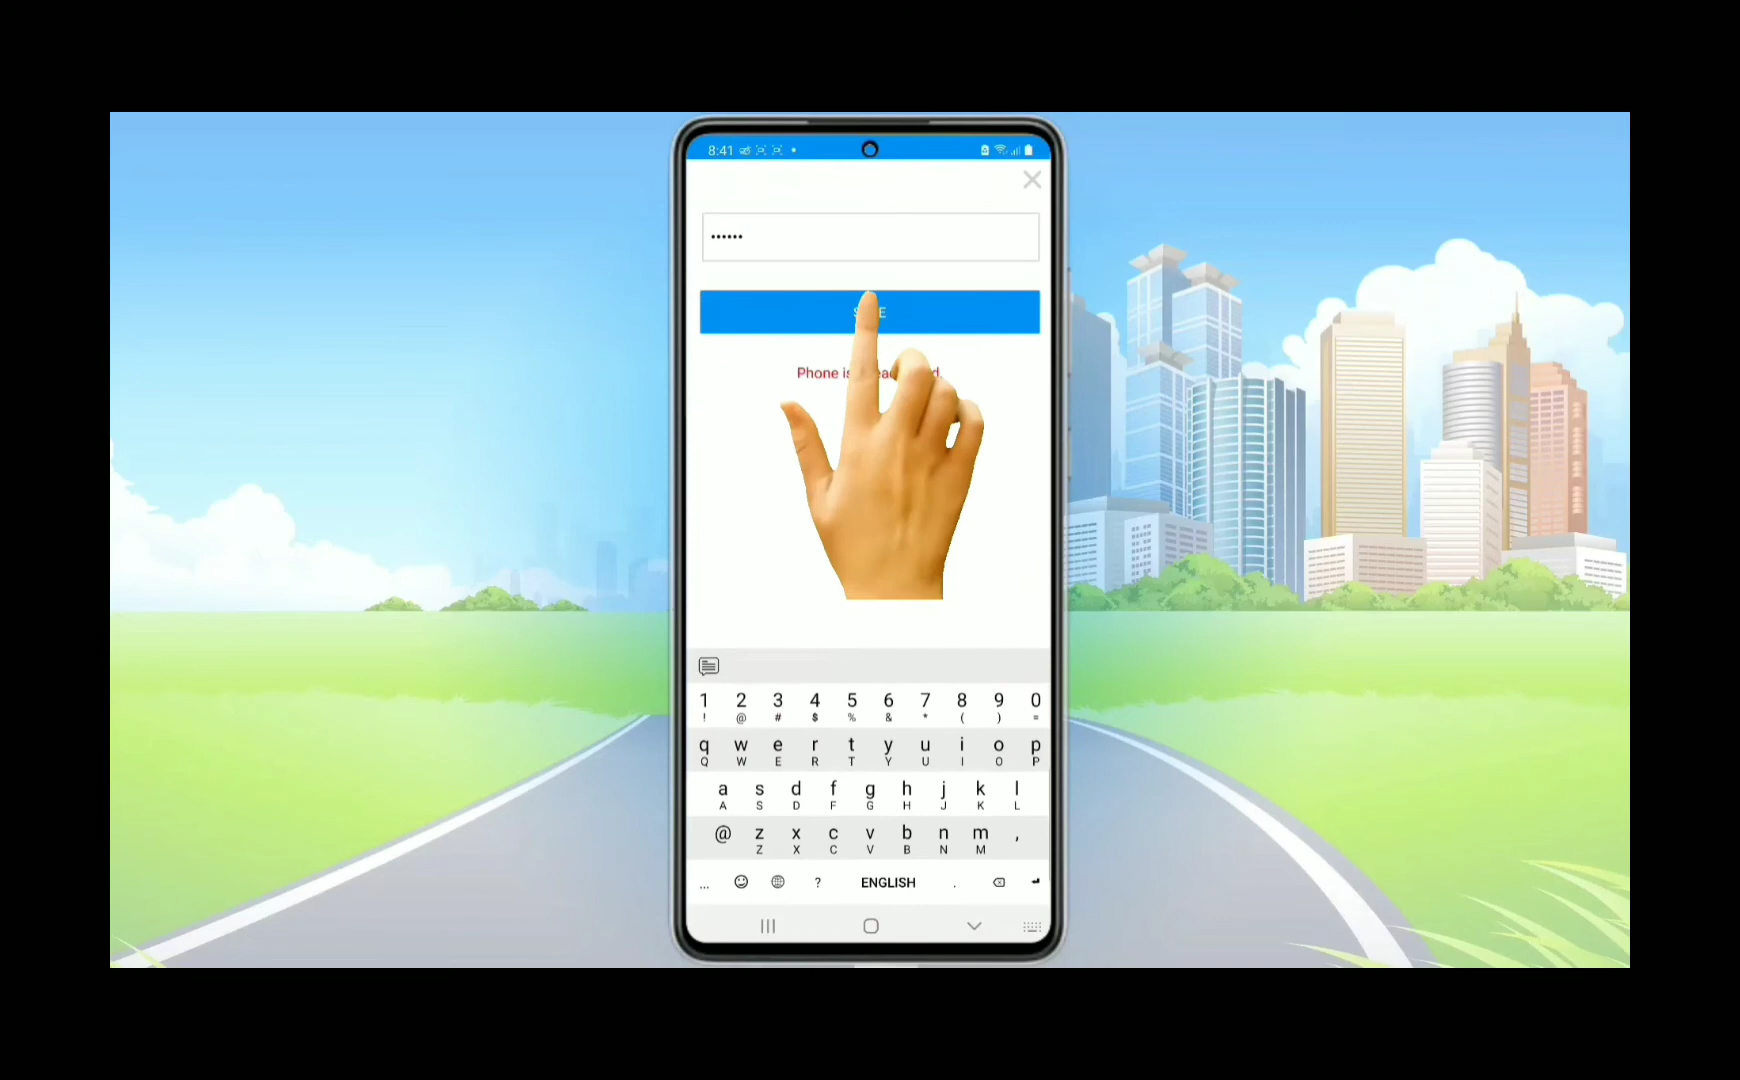 8:41
••••••
Phone is
1 2 3 4 5 6 7 8 9 0
! @ # $ % & * ( ) =
q w e r t y u i o p
Q W E R T Y U I O P
a s d f g h j k l
A S D F G H J K L
@ z x c v b n m ,
Z X C V B N M
... ? ENGLISH .